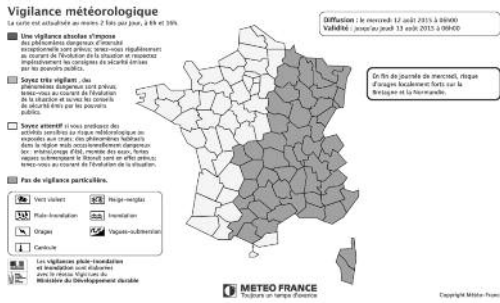 Vigilance météorologique
La carte est actualisée au moins 2 fois par jour, à 6h et 16h.
Diffusion : le mercredi 12 août 2015 à 06h00
Validité : jusqu'au jeudi 13 août 2015 à 06h00
Une vigilance absolue s'impose
des phénomènes dangereux d'intensité
exceptionnelle sont prévus; tenez-vous régulièrement
au courant de l'évolution de la situation et respectez
impérativement les consignes de sécurité émises
par les pouvoirs publics.
Soyez très vigilant , des
phénomènes dangereux sont prévus;
tenez-vous au courant de l'évolution
de la situation et suivez les conseils
de sécurité émis par les pouvoirs
publics.
En fin de journée de mercredi, risque
d'orages localement forts sur la
Bretagne et la Normandie.
Soyez attentif si vous pratiquez des
activités sensibles au risque météorologique ou
exposées aux crues; des phénomènes habituels
dans la région mais occasionnellement dangereux
tenez-vous au courant de l'évolution de la situation.
Pas de vigilance particulière.
Vent violent
Neige-verglas
Pluie-Inondation
Inondation
Orages
Vagues-submersion
Canicule
Les vigilances pluie-inondation
et inondation sont élaborées
avec le réseau Vigicrues du
Ministère du Développement durable
METEO FRANCE
Toujours un temps d'avance
Copyright Météo-France